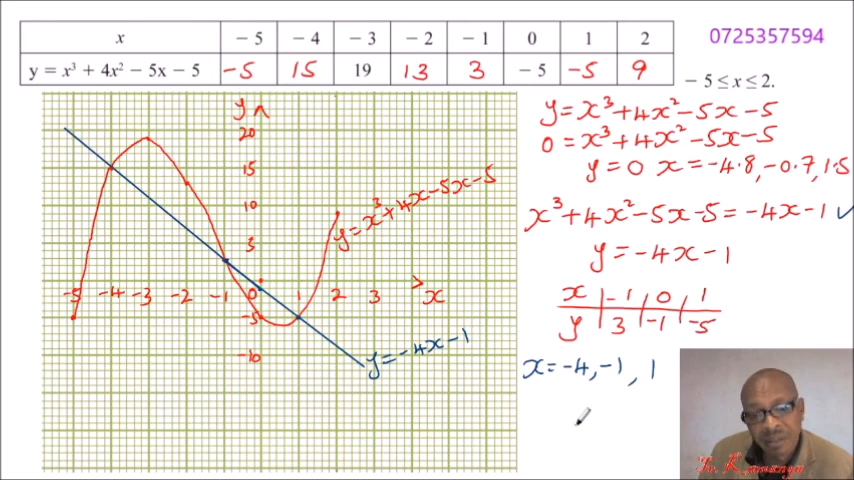 0725357594
x − 5 − 4 − 3 − 2 − 1 0 1 2
y = x³ + 4x² − 5x − 5 −5 15 19 13 3 − 5 −5 9
− 5 ≤ x ≤ 2.
y = x³ + 4x² − 5x − 5
0 = x³ + 4x² − 5x − 5
y = 0 x = −4.8, −0.7, 1.5
x³ + 4x² − 5x − 5 = −4x − 1 ✓
y = −4x − 1
x −1 0 1
y 3 −1 −5
x = −4, −1, 1
y
20
15
10
5
y = x³ + 4x − 5x − 5
−5 −4 −3 −2 −1 0 1 2 3 x
−5
−10
y = −4x − 1